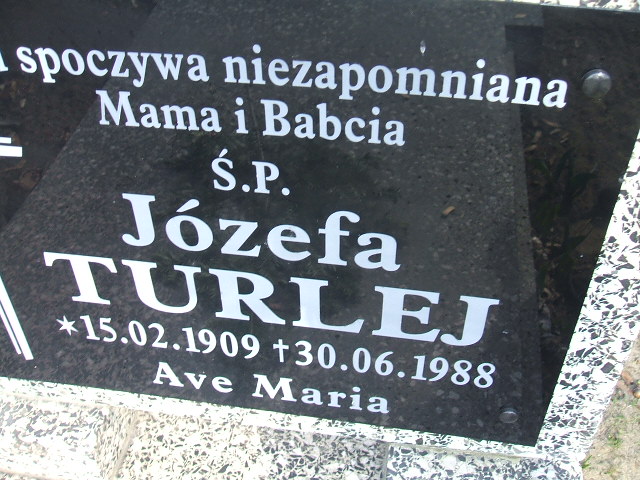 spoczywa niezapomniana
Mama i Babcia
Ś.P.
Józefa
TURLEJ
*15.02.1909 †30.06.1988
Ave Maria